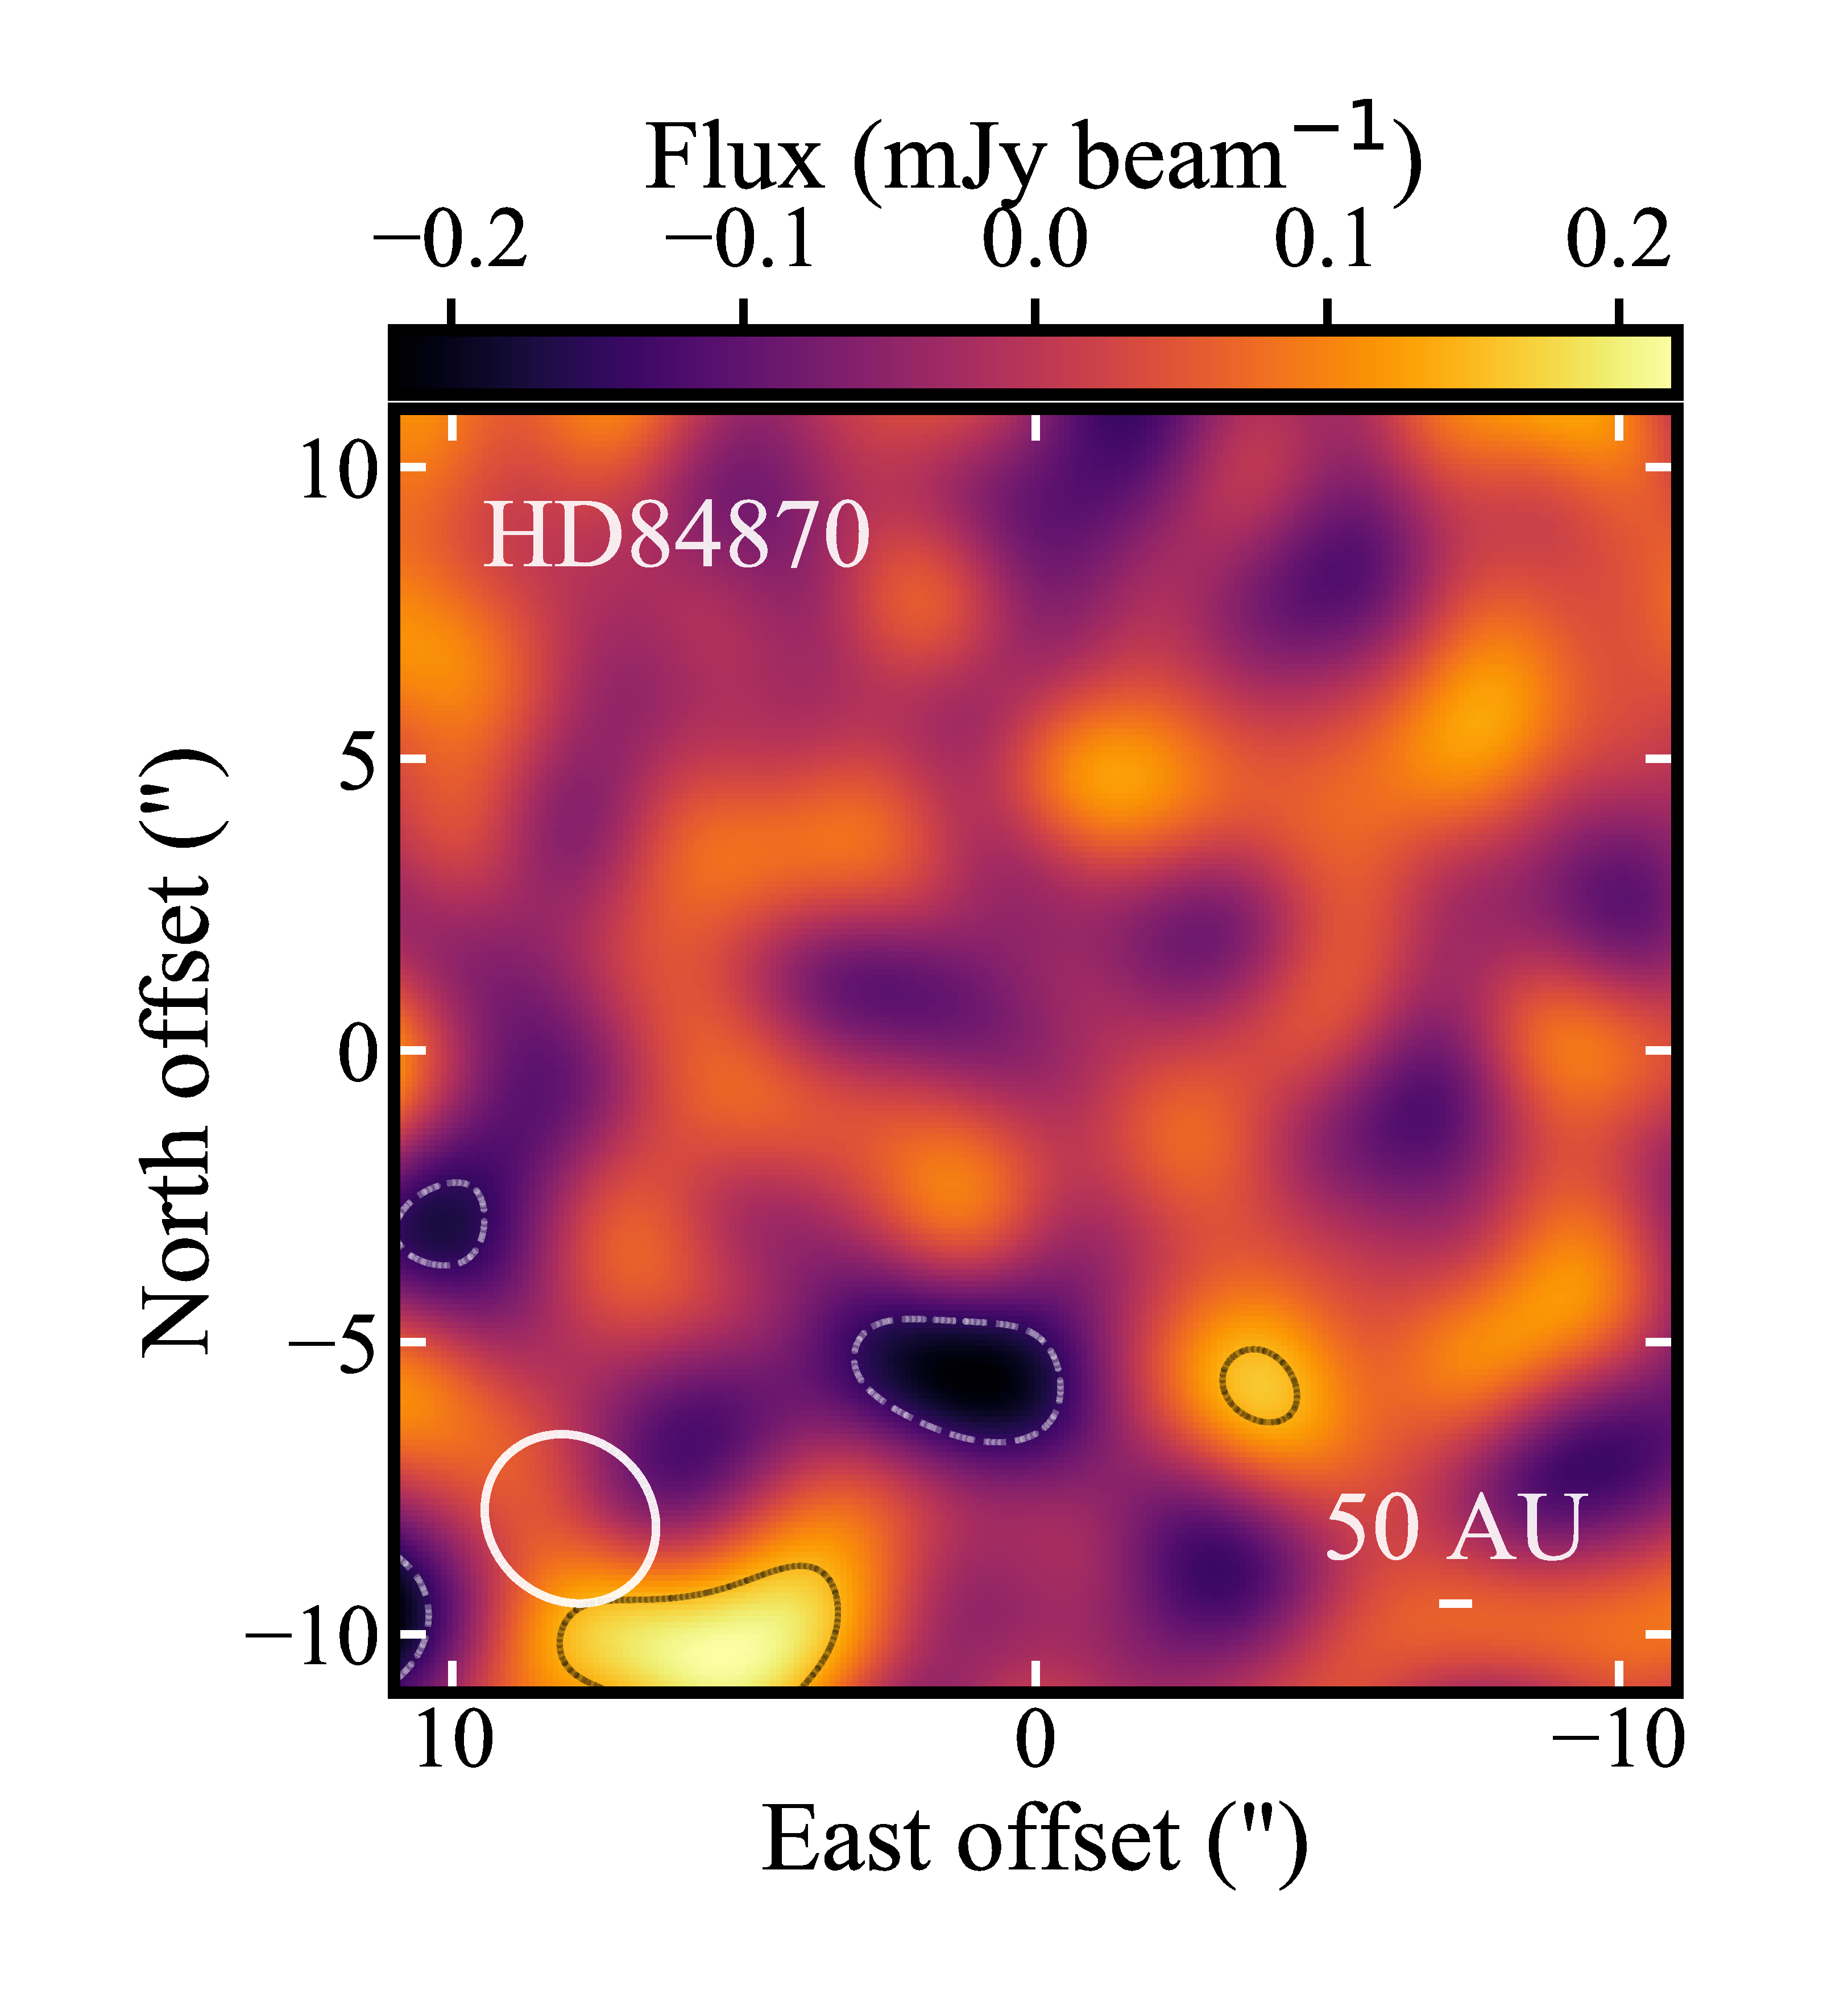 Flux (mJy beam⁻¹)
−0.2 −0.1 0.0 0.1 0.2
HD84870
10
5
0
−5
−10
North offset (")
50 AU
10 0 −10
East offset (")